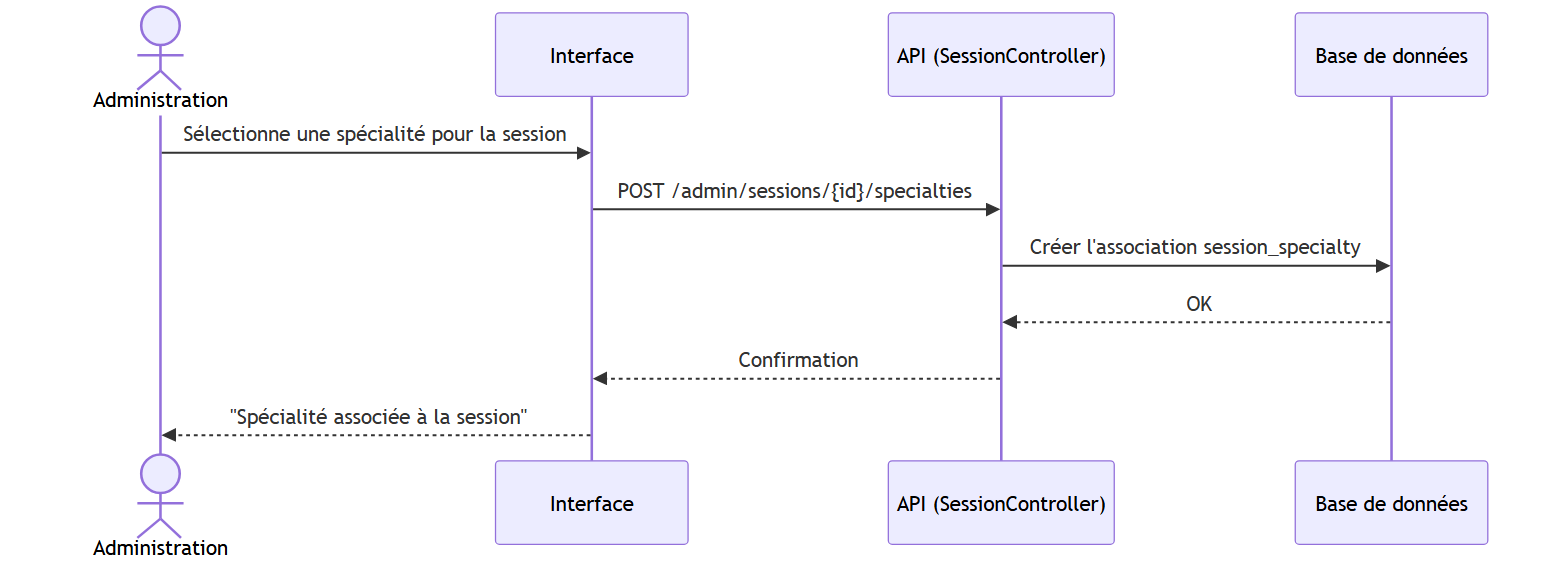 Administration
Interface
API (SessionController)
Base de données
Sélectionne une spécialité pour la session
POST /admin/sessions/{id}/specialties
Créer l'association session_specialty
OK
Confirmation
"Spécialité associée à la session"
Administration
Interface
API (SessionController)
Base de données